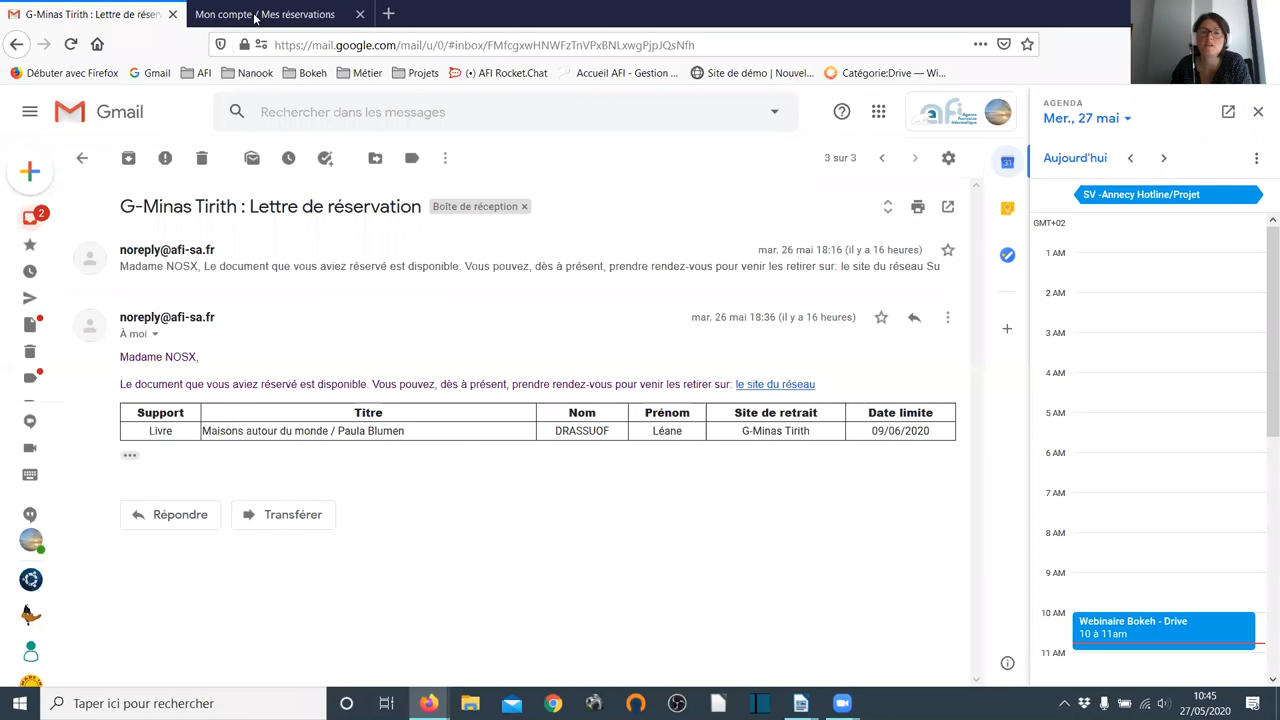 G-Minas Tirith : Lettre de réser
Mon compte / Mes réservations
https://mail.google.com/mail/u/0/#inbox/FMfcgxwHNWFzTnVPxBNLxwgPjpJQsNfh
Débuter avec Firefox
Gmail
AFI
Nanook
Bokeh
Métier
Projets
(•) AFI Rocket.Chat
Accueil AFI - Gestion ...
Site de démo | Nouvel...
Catégorie:Drive — Wi...
Gmail
Rechercher dans les messages
afi
3 sur 3
G-Minas Tirith : Lettre de réservation
Boîte de réception ×
2
noreply@afi-sa.fr
mar. 26 mai 18:16 (il y a 16 heures)
Madame NOSX, Le document que vous aviez réservé est disponible. Vous pouvez, dès à présent, prendre rendez-vous pour venir les retirer sur: le site du réseau Su
noreply@afi-sa.fr
mar. 26 mai 18:36 (il y a 16 heures)
À moi
Madame NOSX,
Le document que vous aviez réservé est disponible. Vous pouvez, dès à présent, prendre rendez-vous pour venir les retirer sur: le site du réseau
Support Titre Nom Prénom Site de retrait Date limite
Livre Maisons autour du monde / Paula Blumen DRASSUOF Léane G-Minas Tirith 09/06/2020
Répondre
Transférer
AGENDA
Mer., 27 mai
Aujourd'hui
31
SV -Annecy Hotline/Projet
GMT+02
1 AM
2 AM
3 AM
4 AM
5 AM
6 AM
7 AM
8 AM
9 AM
10 AM
Webinaire Bokeh - Drive
10 à 11am
11 AM
Taper ici pour rechercher
10:45
27/05/2020